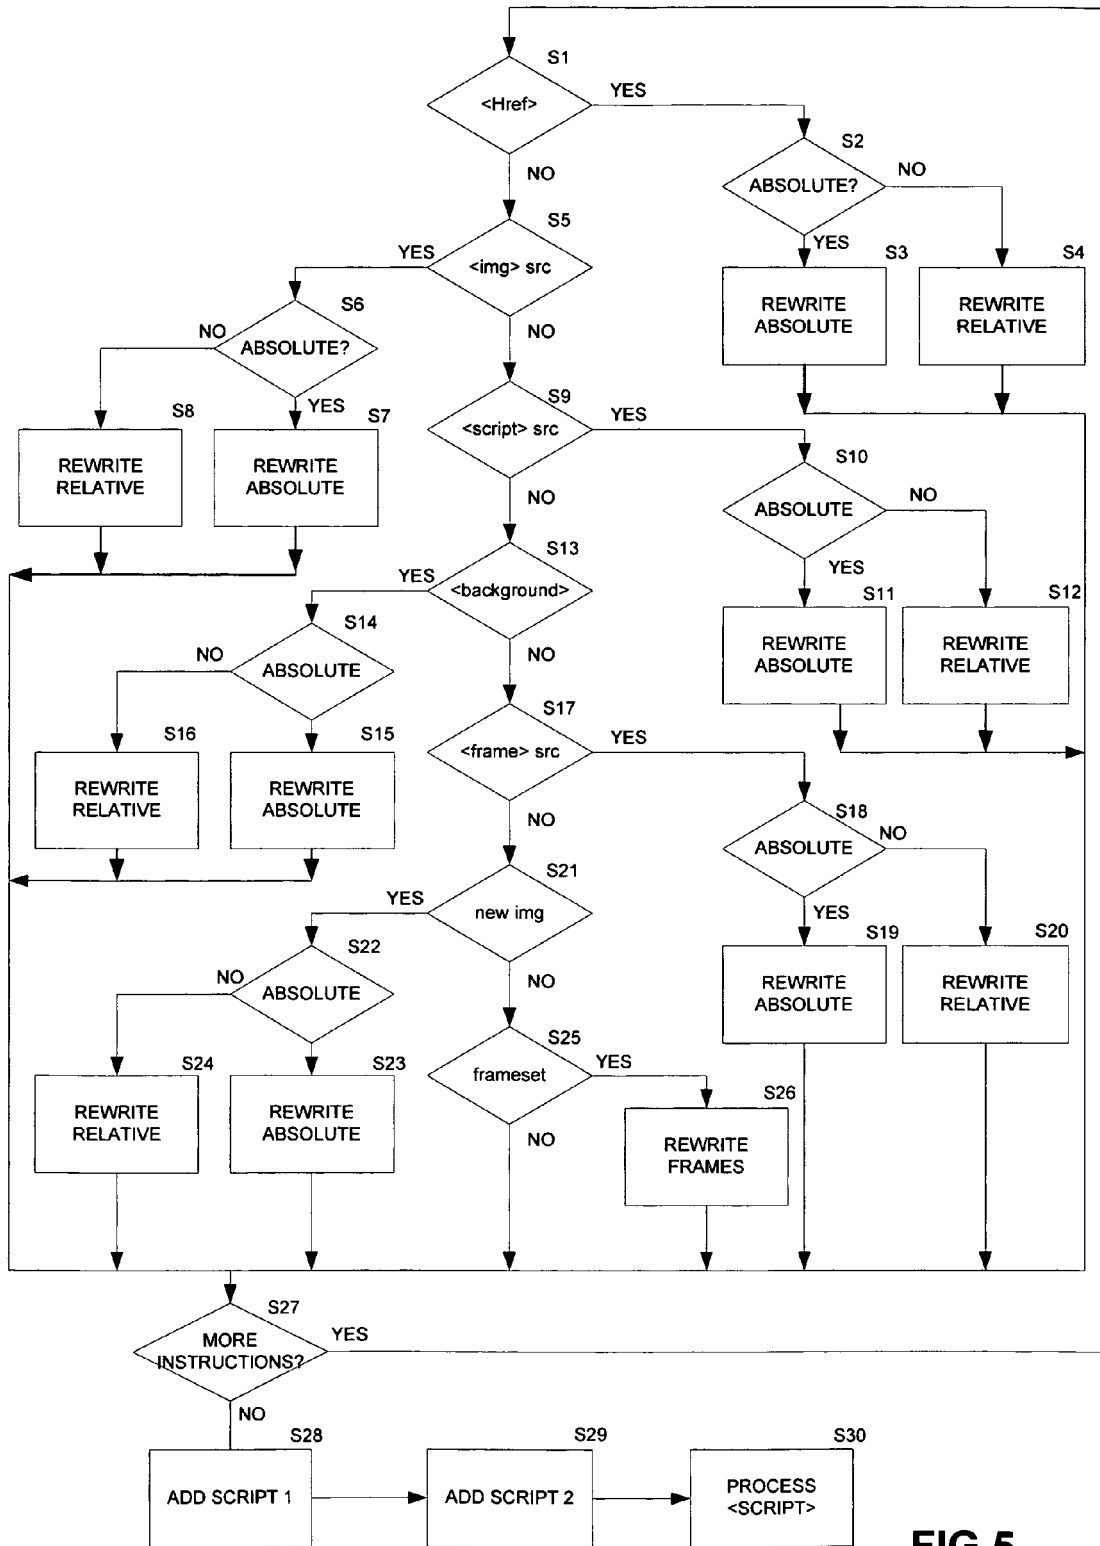 S1
<Href>
YES
S2
NO
ABSOLUTE?
NO
S5
YES
YES
S3
S4
<img> src
S6
REWRITE
ABSOLUTE
REWRITE
RELATIVE
NO
ABSOLUTE?
NO
S9
YES
S8
YES
S7
<script> src
S10
REWRITE
RELATIVE
REWRITE
ABSOLUTE
NO
ABSOLUTE
NO
S13
YES
YES
<background>
S11
S12
S14
REWRITE
ABSOLUTE
REWRITE
RELATIVE
NO
ABSOLUTE
NO
S17
S16
S15
YES
<frame> src
REWRITE
RELATIVE
REWRITE
ABSOLUTE
S18
NO
NO
ABSOLUTE
S21
YES
YES
new img
S19
S20
S22
NO
ABSOLUTE
NO
REWRITE
ABSOLUTE
REWRITE
RELATIVE
S25
S24
S23
YES
frameset
S26
REWRITE
RELATIVE
REWRITE
ABSOLUTE
NO
REWRITE
FRAMES
S27
YES
MORE
INSTRUCTIONS?
NO
S28
S29
S30
ADD SCRIPT 1
ADD SCRIPT 2
PROCESS
<SCRIPT>
FIG 5